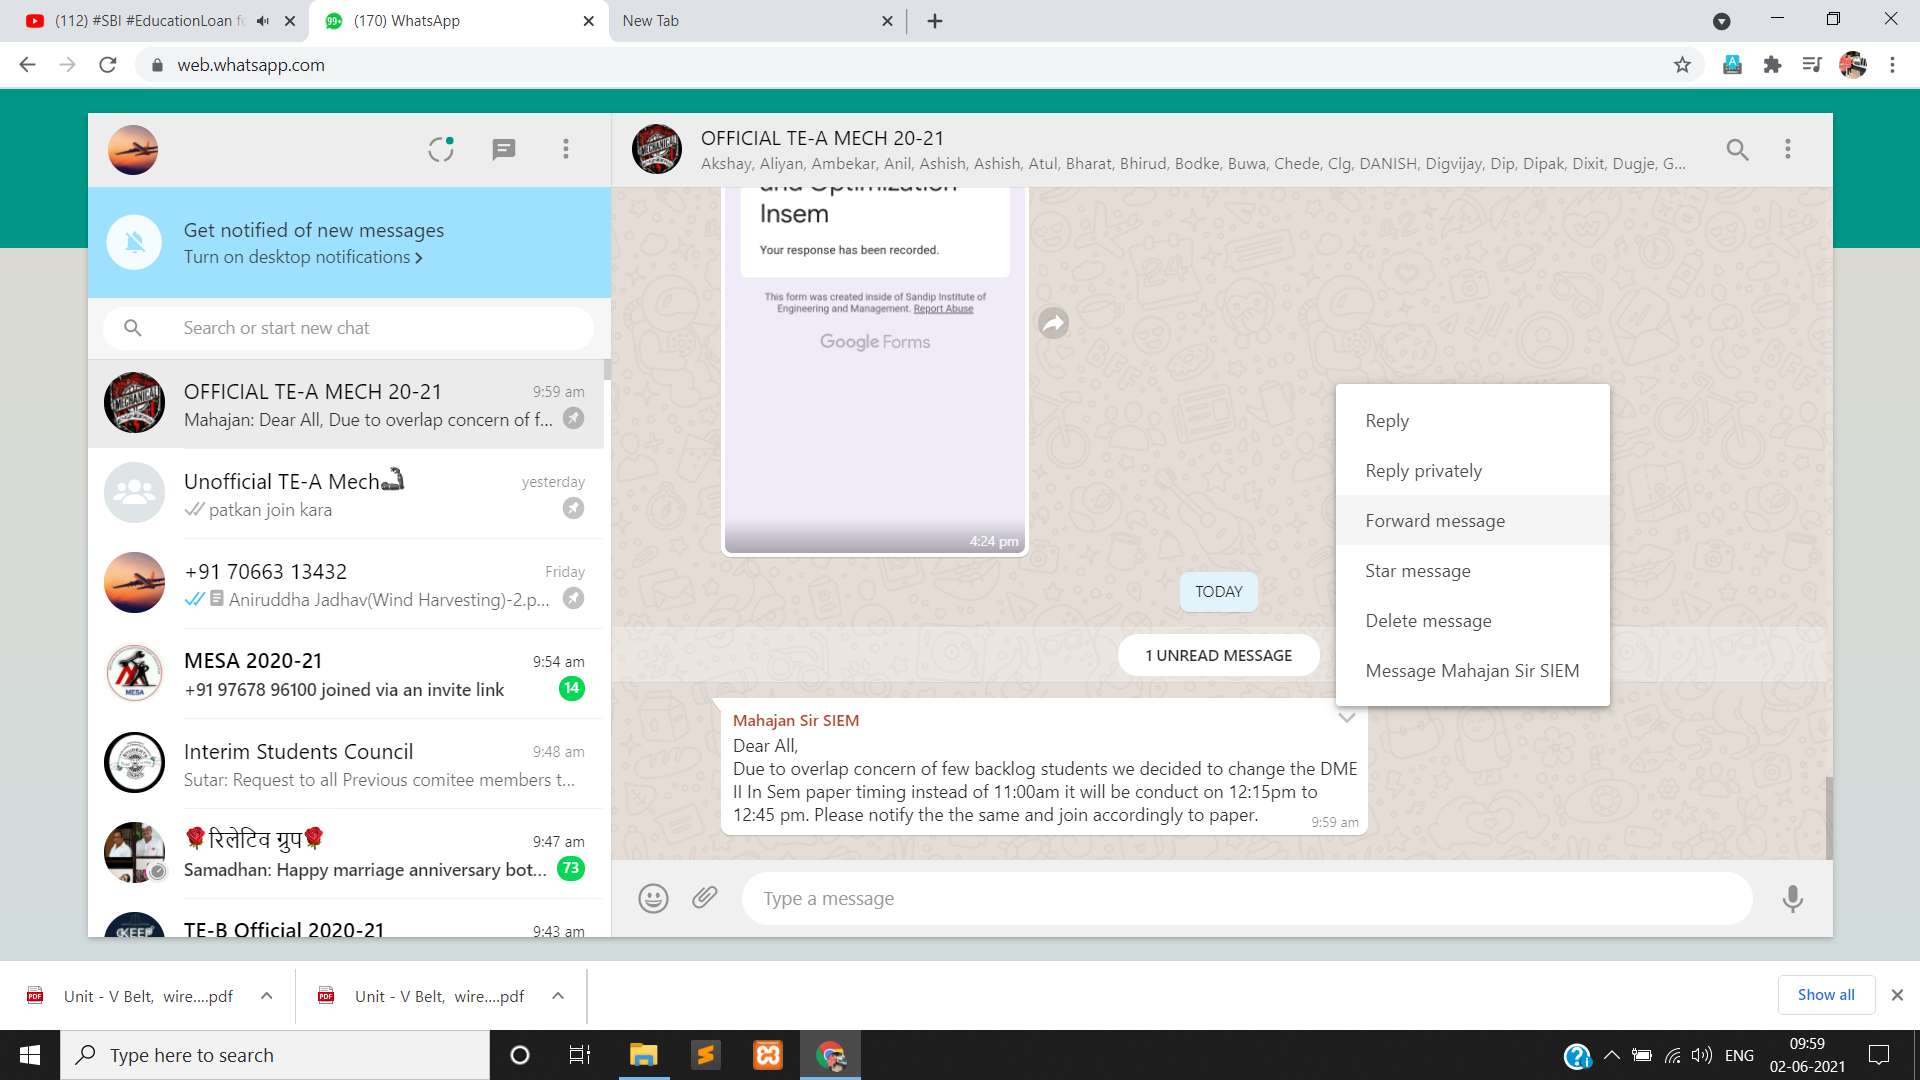 (112) #SBI #EducationLoan fo
(170) WhatsApp
New Tab
web.whatsapp.com
OFFICIAL TE-A MECH 20-21
Akshay, Aliyan, Ambekar, Anil, Ashish, Ashish, Atul, Bharat, Bhirud, Bodke, Buwa, Chede, Clg, DANISH, Digvijay, Dip, Dipak, Dixit, Dugje, G...
Get notified of new messages
Turn on desktop notifications
Search or start new chat
OFFICIAL TE-A MECH 20-21
9:59 am
Mahajan: Dear All, Due to overlap concern of f...
Unofficial TE-A Mech
yesterday
patkan join kara
+91 70663 13432
Friday
Aniruddha Jadhav(Wind Harvesting)-2.p...
MESA 2020-21
9:54 am
+91 97678 96100 joined via an invite link
14
Interim Students Council
9:48 am
Sutar: Request to all Previous comitee members t...
🌹रिलेटिव ग्रुप🌹
9:47 am
Samadhan: Happy marriage anniversary bot...
73
TE-B Official 2020-21
9:43 am
and Optimization
Insem
Your response has been recorded.
This form was created inside of Sandip Institute of
Engineering and Management. Report Abuse
Google Forms
4:24 pm
TODAY
1 UNREAD MESSAGE
Reply
Reply privately
Forward message
Star message
Delete message
Message Mahajan Sir SIEM
Mahajan Sir SIEM
Dear All,
Due to overlap concern of few backlog students we decided to change the DME
II In Sem paper timing instead of 11:00am it will be conduct on 12:15pm to
12:45 pm. Please notify the the same and join accordingly to paper.
9:59 am
Type a message
Unit - V Belt, wire....pdf
Unit - V Belt, wire....pdf
Show all
Type here to search
ENG
09:59
02-06-2021